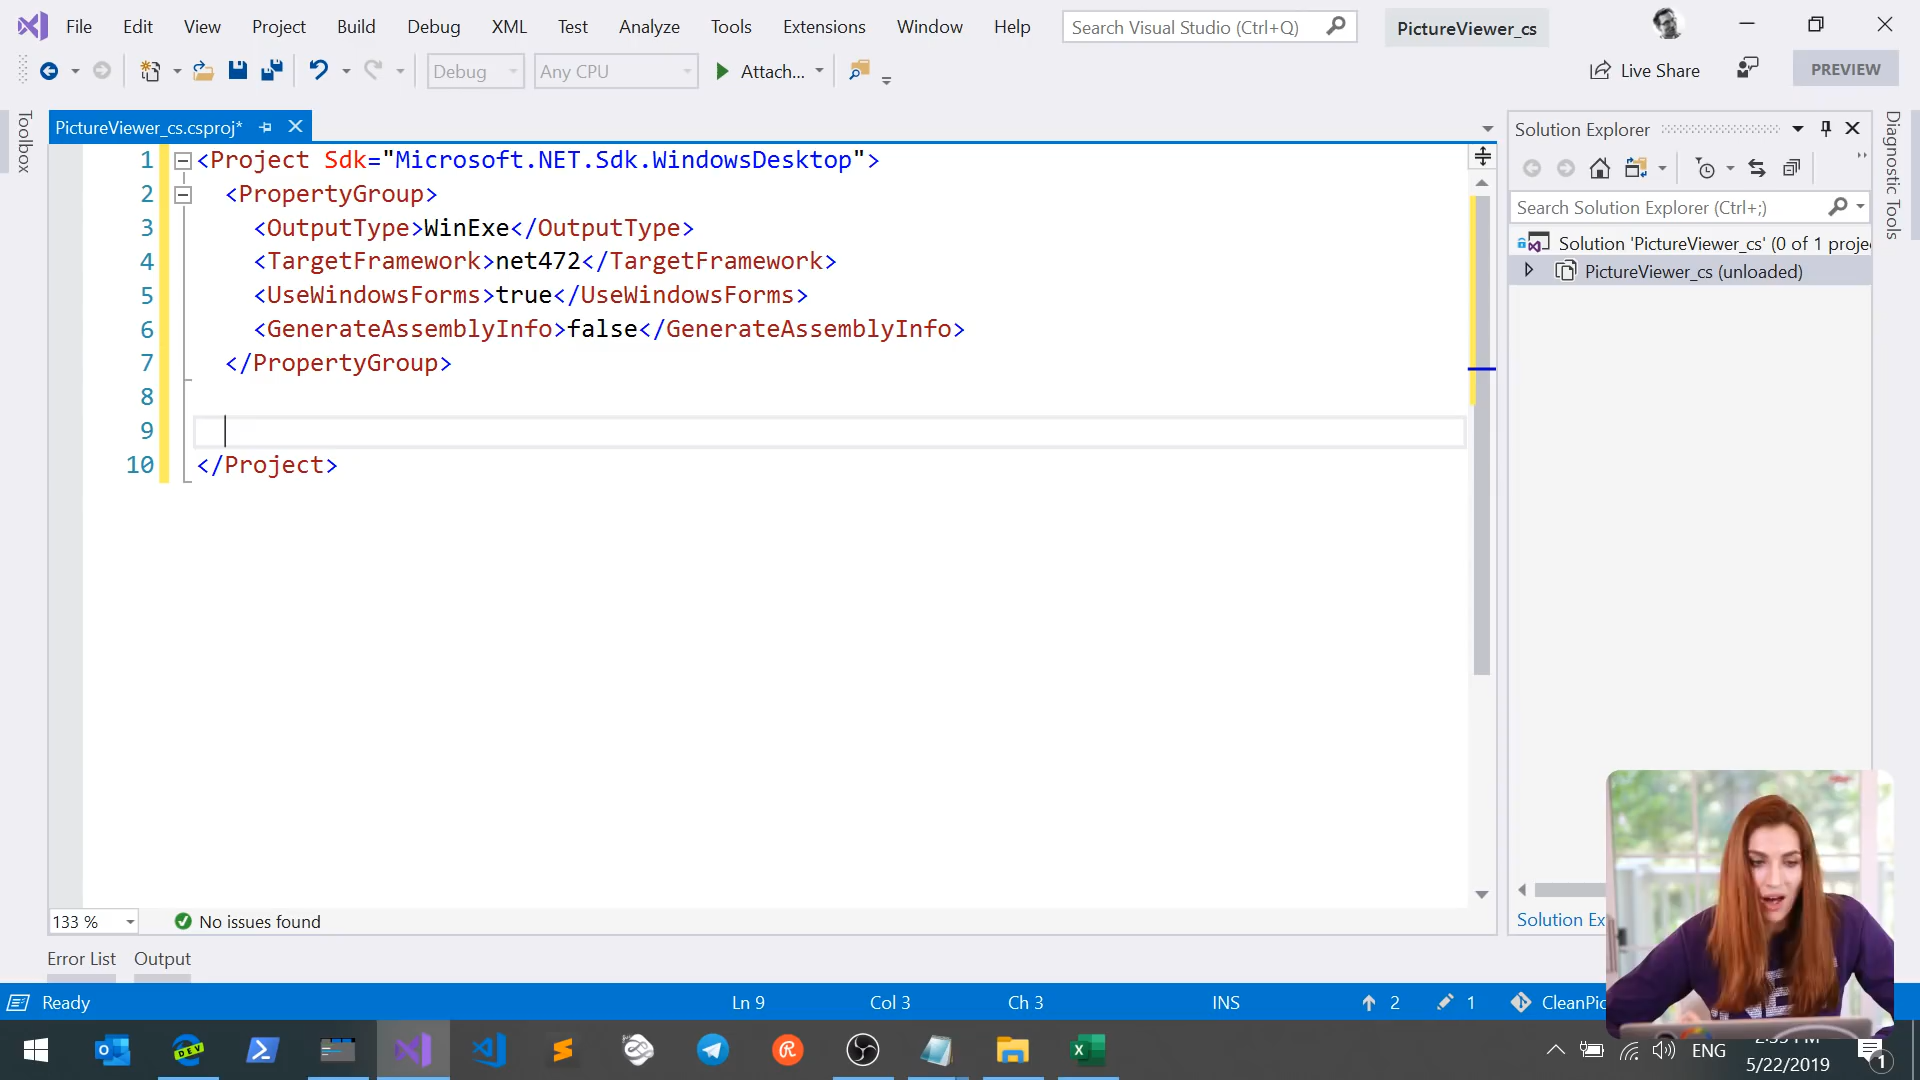 File Edit View Project Build Debug XML Test Analyze Tools Extensions Window Help Search Visual Studio (Ctrl+Q) PictureViewer_cs
Debug Any CPU Attach... Live Share PREVIEW
Toolbox
PictureViewer_cs.csproj*
1 <Project Sdk="Microsoft.NET.Sdk.WindowsDesktop">
2 <PropertyGroup>
3 <OutputType>WinExe</OutputType>
4 <TargetFramework>net472</TargetFramework>
5 <UseWindowsForms>true</UseWindowsForms>
6 <GenerateAssemblyInfo>false</GenerateAssemblyInfo>
7 </PropertyGroup>
8
9
10 </Project>
Solution Explorer
Search Solution Explorer (Ctrl+;)
Solution 'PictureViewer_cs' (0 of 1 proje
PictureViewer_cs (unloaded)
Diagnostic Tools
133 % No issues found
Solution Ex
Error List Output
Ready Ln 9 Col 3 Ch 3 INS 2 1 CleanPic
DEV
ENG
5/22/2019
1